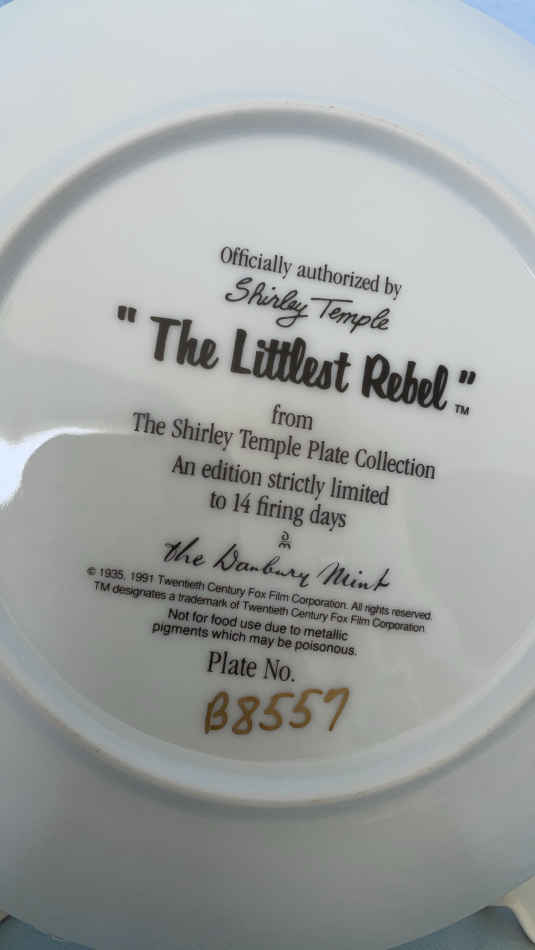 Officially authorized by
Shirley Temple
"The Littlest Rebel"™
from
The Shirley Temple Plate Collection
An edition strictly limited
to 14 firing days
The Danbury Mint
© 1935, 1991 Twentieth Century Fox Film Corporation. All rights reserved.
TM designates a trademark of Twentieth Century Fox Film Corporation
Not for food use due to metallic
pigments which may be poisonous.
Plate No.
B8557